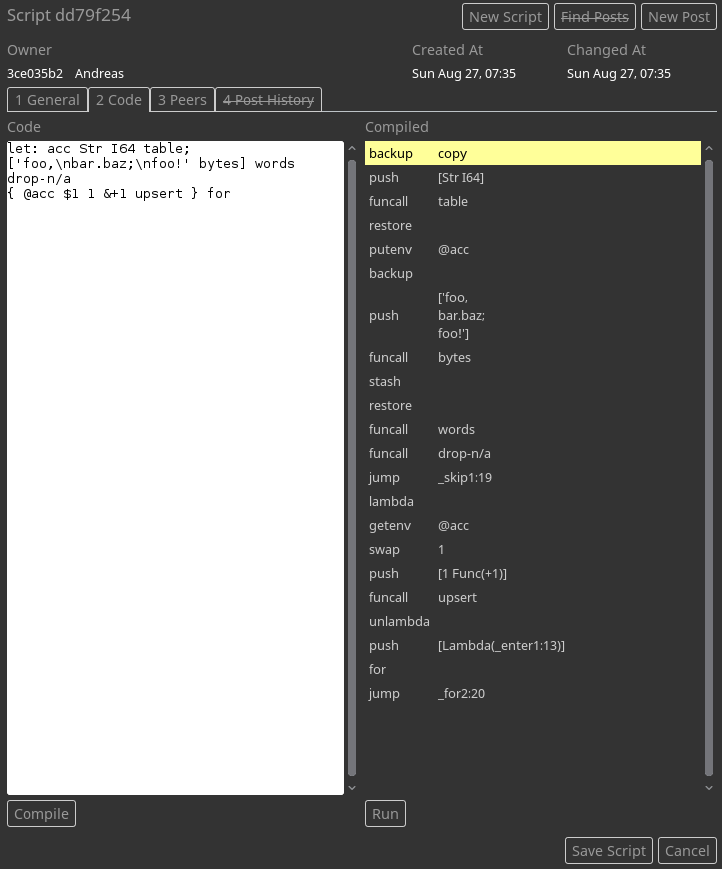 Script dd79f254
New Script
Find Posts
New Post
Owner
Created At
Changed At
3ce035b2 Andreas
Sun Aug 27, 07:35
Sun Aug 27, 07:35
1 General
2 Code
3 Peers
4 Post History
Code
let: acc Str I64 table;
['foo,\nbar.baz;\nfoo!' bytes] words
drop-n/a
{ @acc $1 1 &+1 upsert } for
Compiled
backup copy
push [Str I64]
funcall table
restore
putenv @acc
backup
push ['foo,
bar.baz;
foo!']
funcall bytes
stash
restore
funcall words
funcall drop-n/a
jump _skip1:19
lambda
getenv @acc
swap 1
push [1 Func(+1)]
funcall upsert
unlambda
push [Lambda(_enter1:13)]
for
jump _for2:20
Compile
Run
Save Script
Cancel